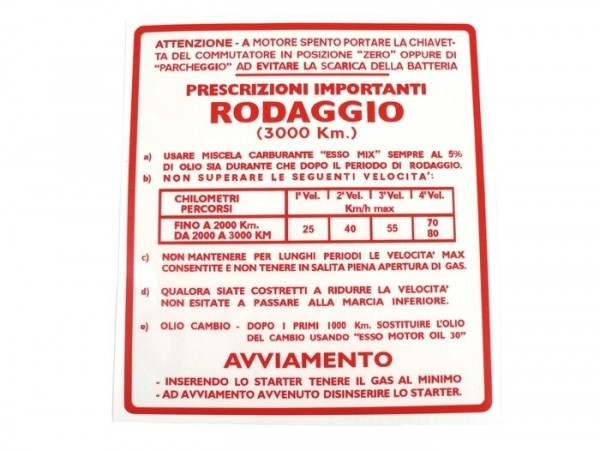 ATTENZIONE - A MOTORE SPENTO PORTARE LA CHIAVET-
TA DEL COMMUTATORE IN POSIZIONE "ZERO" OPPURE DI
"PARCHEGGIO" AD EVITARE LA SCARICA DELLA BATTERIA
PRESCRIZIONI IMPORTANTI
RODAGGIO
(3000 Km.)
a) USARE MISCELA CARBURANTE "ESSO MIX" SEMPRE AL 5%
DI OLIO SIA DURANTE CHE DOPO IL PERIODO DI RODAGGIO.
b) NON SUPERARE LE SEGUENTI VELOCITA':
CHILOMETRI PERCORSI 1ª Vel. 2ª Vel. 3ª Vel. 4ª Vel.
Km/h max
FINO A 2000 Km. 25 40 55 70
DA 2000 A 3000 KM 80
c) NON MANTENERE PER LUNGHI PERIODI LE VELOCITA' MAX
CONSENTITE E NON TENERE IN SALITA PIENA APERTURA DI GAS.
d) QUALORA SIATE COSTRETTI A RIDURRE LA VELOCITA'
NON ESITATE A PASSARE ALLA MARCIA INFERIORE.
e) OLIO CAMBIO - DOPO I PRIMI 1000 Km. SOSTITUIRE L'OLIO
DEL CAMBIO USANDO "ESSO MOTOR OIL 30"
AVVIAMENTO
- INSERENDO LO STARTER TENERE IL GAS AL MINIMO
- AD AVVIAMENTO AVVENUTO DISINSERIRE LO STARTER.